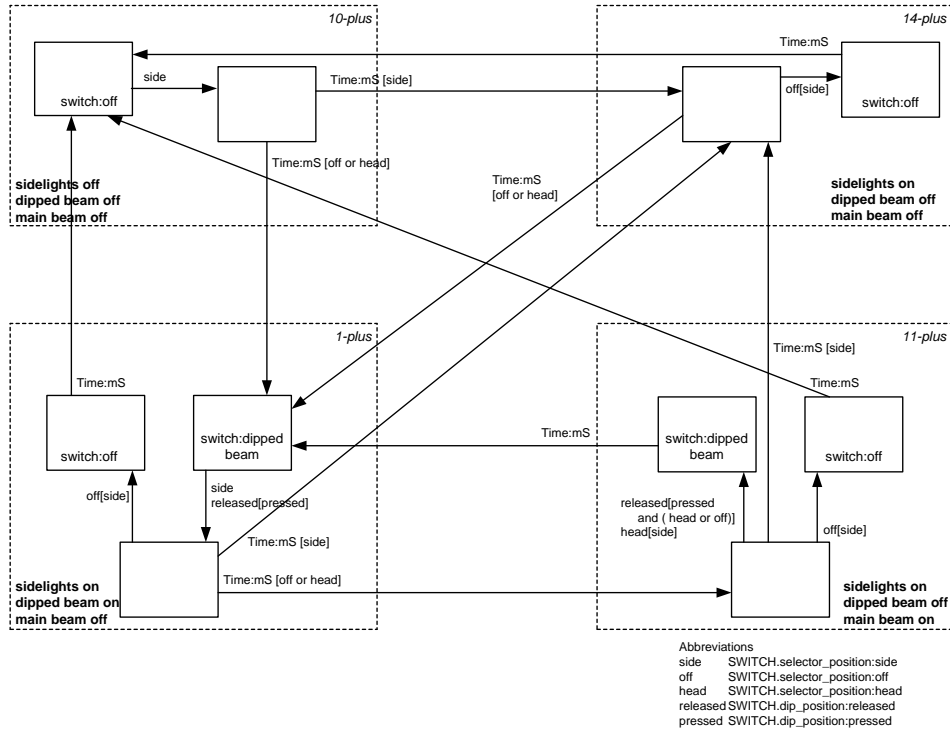 10-plus
14-plus
Time:mS
side
Time:mS [side]
off[side]
switch:off
switch:off
Time:mS [off or head]
Time:mS
[off or head]
sidelights off
dipped beam off
main beam off
sidelights on
dipped beam off
main beam off
1-plus
11-plus
Time:mS [side]
Time:mS
Time:mS
Time:mS
switch:dipped
beam
switch:dipped
beam
switch:off
switch:off
side
released[pressed]
off[side]
released[pressed
and ( head or off)]
head[side]
off[side]
Time:mS [side]
Time:mS [off or head]
sidelights on
dipped beam on
main beam off
sidelights on
dipped beam off
main beam on
Abbreviations
side SWITCH.selector_position:side
off SWITCH.selector_position:off
head SWITCH.selector_position:head
released SWITCH.dip_position:released
pressed SWITCH.dip_position:pressed